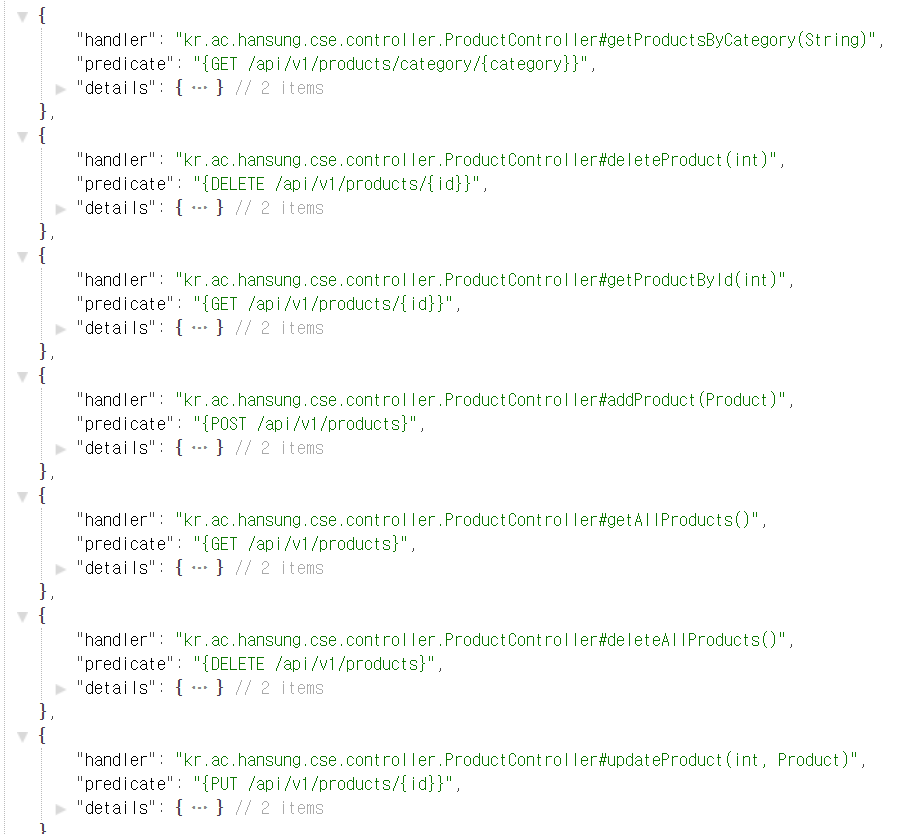 {
"handler": "kr.ac.hansung.cse.controller.ProductController#getProductsByCategory(String)",
"predicate": "{GET /api/v1/products/category/{category}}",
"details": { ··· } // 2 items
},
{
"handler": "kr.ac.hansung.cse.controller.ProductController#deleteProduct(int)",
"predicate": "{DELETE /api/v1/products/{id}}",
"details": { ··· } // 2 items
},
{
"handler": "kr.ac.hansung.cse.controller.ProductController#getProductById(int)",
"predicate": "{GET /api/v1/products/{id}}",
"details": { ··· } // 2 items
},
{
"handler": "kr.ac.hansung.cse.controller.ProductController#addProduct(Product)",
"predicate": "{POST /api/v1/products}",
"details": { ··· } // 2 items
},
{
"handler": "kr.ac.hansung.cse.controller.ProductController#getAllProducts()",
"predicate": "{GET /api/v1/products}",
"details": { ··· } // 2 items
},
{
"handler": "kr.ac.hansung.cse.controller.ProductController#deleteAllProducts()",
"predicate": "{DELETE /api/v1/products}",
"details": { ··· } // 2 items
},
{
"handler": "kr.ac.hansung.cse.controller.ProductController#updateProduct(int, Product)",
"predicate": "{PUT /api/v1/products/{id}}",
"details": { ··· } // 2 items
}